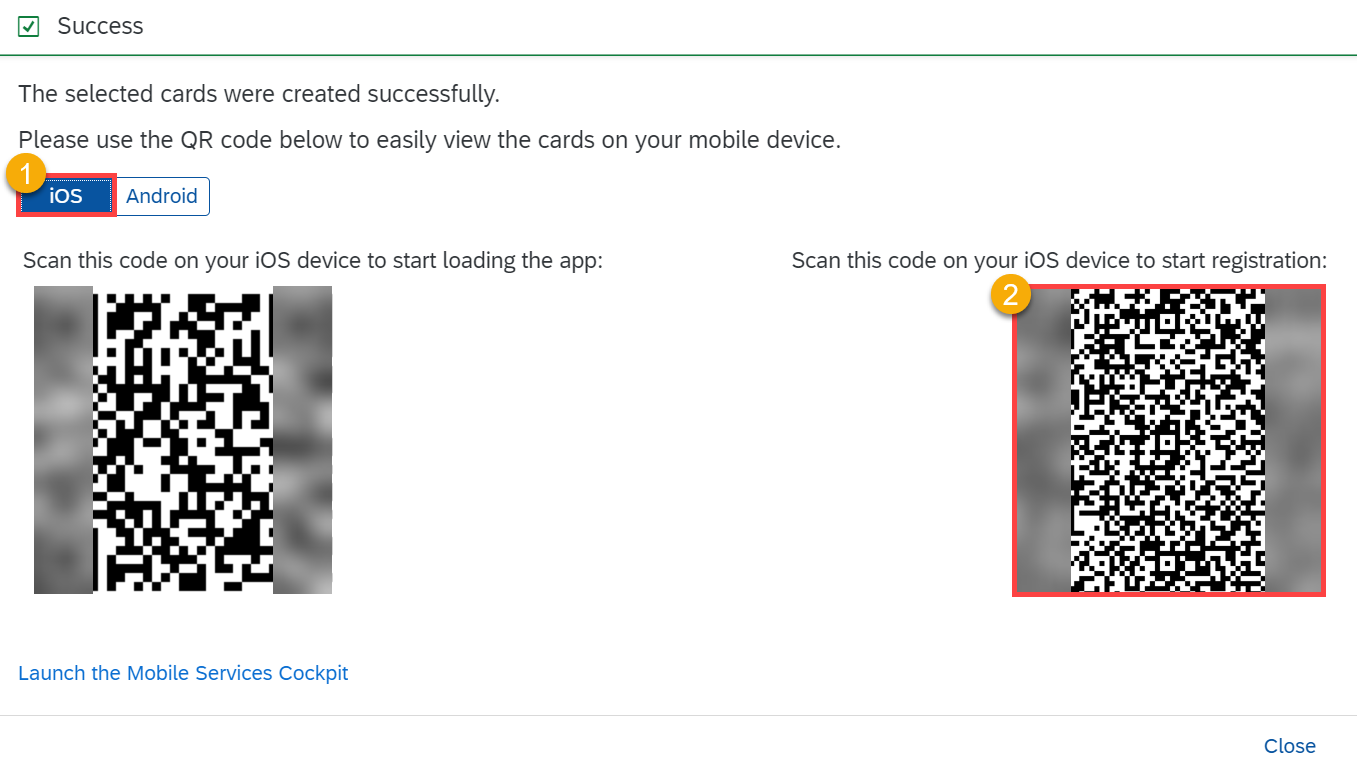 Success
The selected cards were created successfully.
Please use the QR code below to easily view the cards on your mobile device.
1
iOS Android
Scan this code on your iOS device to start loading the app:
Scan this code on your iOS device to start registration:
2
Launch the Mobile Services Cockpit
Close